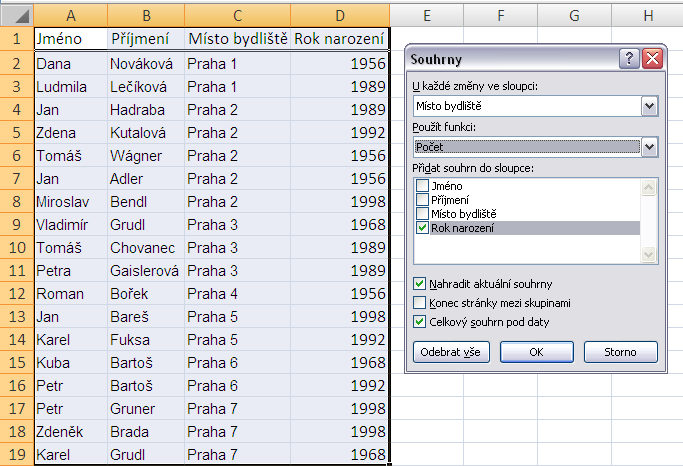 A B C D E F G H
1 Jméno Příjmení Místo bydliště Rok narození
2 Dana Nováková Praha 1 1956
3 Ludmila Lečíková Praha 1 1989
4 Jan Hadraba Praha 2 1989
5 Zdena Kutalová Praha 2 1992
6 Tomáš Wágner Praha 2 1956
7 Jan Adler Praha 2 1956
8 Miroslav Bendl Praha 2 1998
9 Vladimír Grudl Praha 3 1968
10 Tomáš Chovanec Praha 3 1989
11 Petra Gaislerová Praha 3 1989
12 Roman Bořek Praha 4 1956
13 Jan Bareš Praha 5 1998
14 Karel Fuksa Praha 5 1992
15 Kuba Bartoš Praha 6 1968
16 Petr Bartoš Praha 6 1992
17 Petr Gruner Praha 7 1998
18 Zdeněk Brada Praha 7 1998
19 Karel Grudl Praha 7 1968
Souhrny
U každé změny ve sloupci:
Místo bydliště
Použít funkci:
Počet
Přidat souhrn do sloupce:
Jméno
Příjmení
Místo bydliště
Rok narození
Nahradit aktuální souhrny
Konec stránky mezi skupinami
Celkový souhrn pod daty
Odebrat vše OK Storno